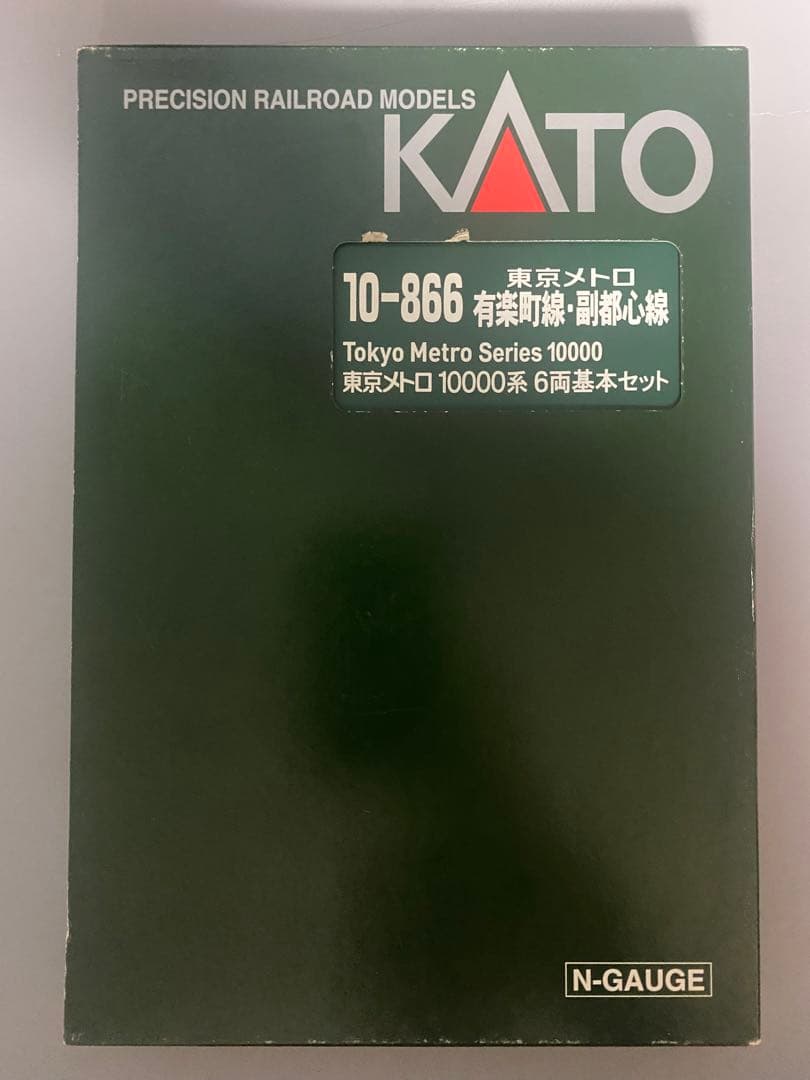 PRECISION RAILROAD MODELS
KATO
10-866 東京メトロ
有楽町線・副都心線
Tokyo Metro Series 10000
東京メトロ 10000系 6両基本セット
N-GAUGE